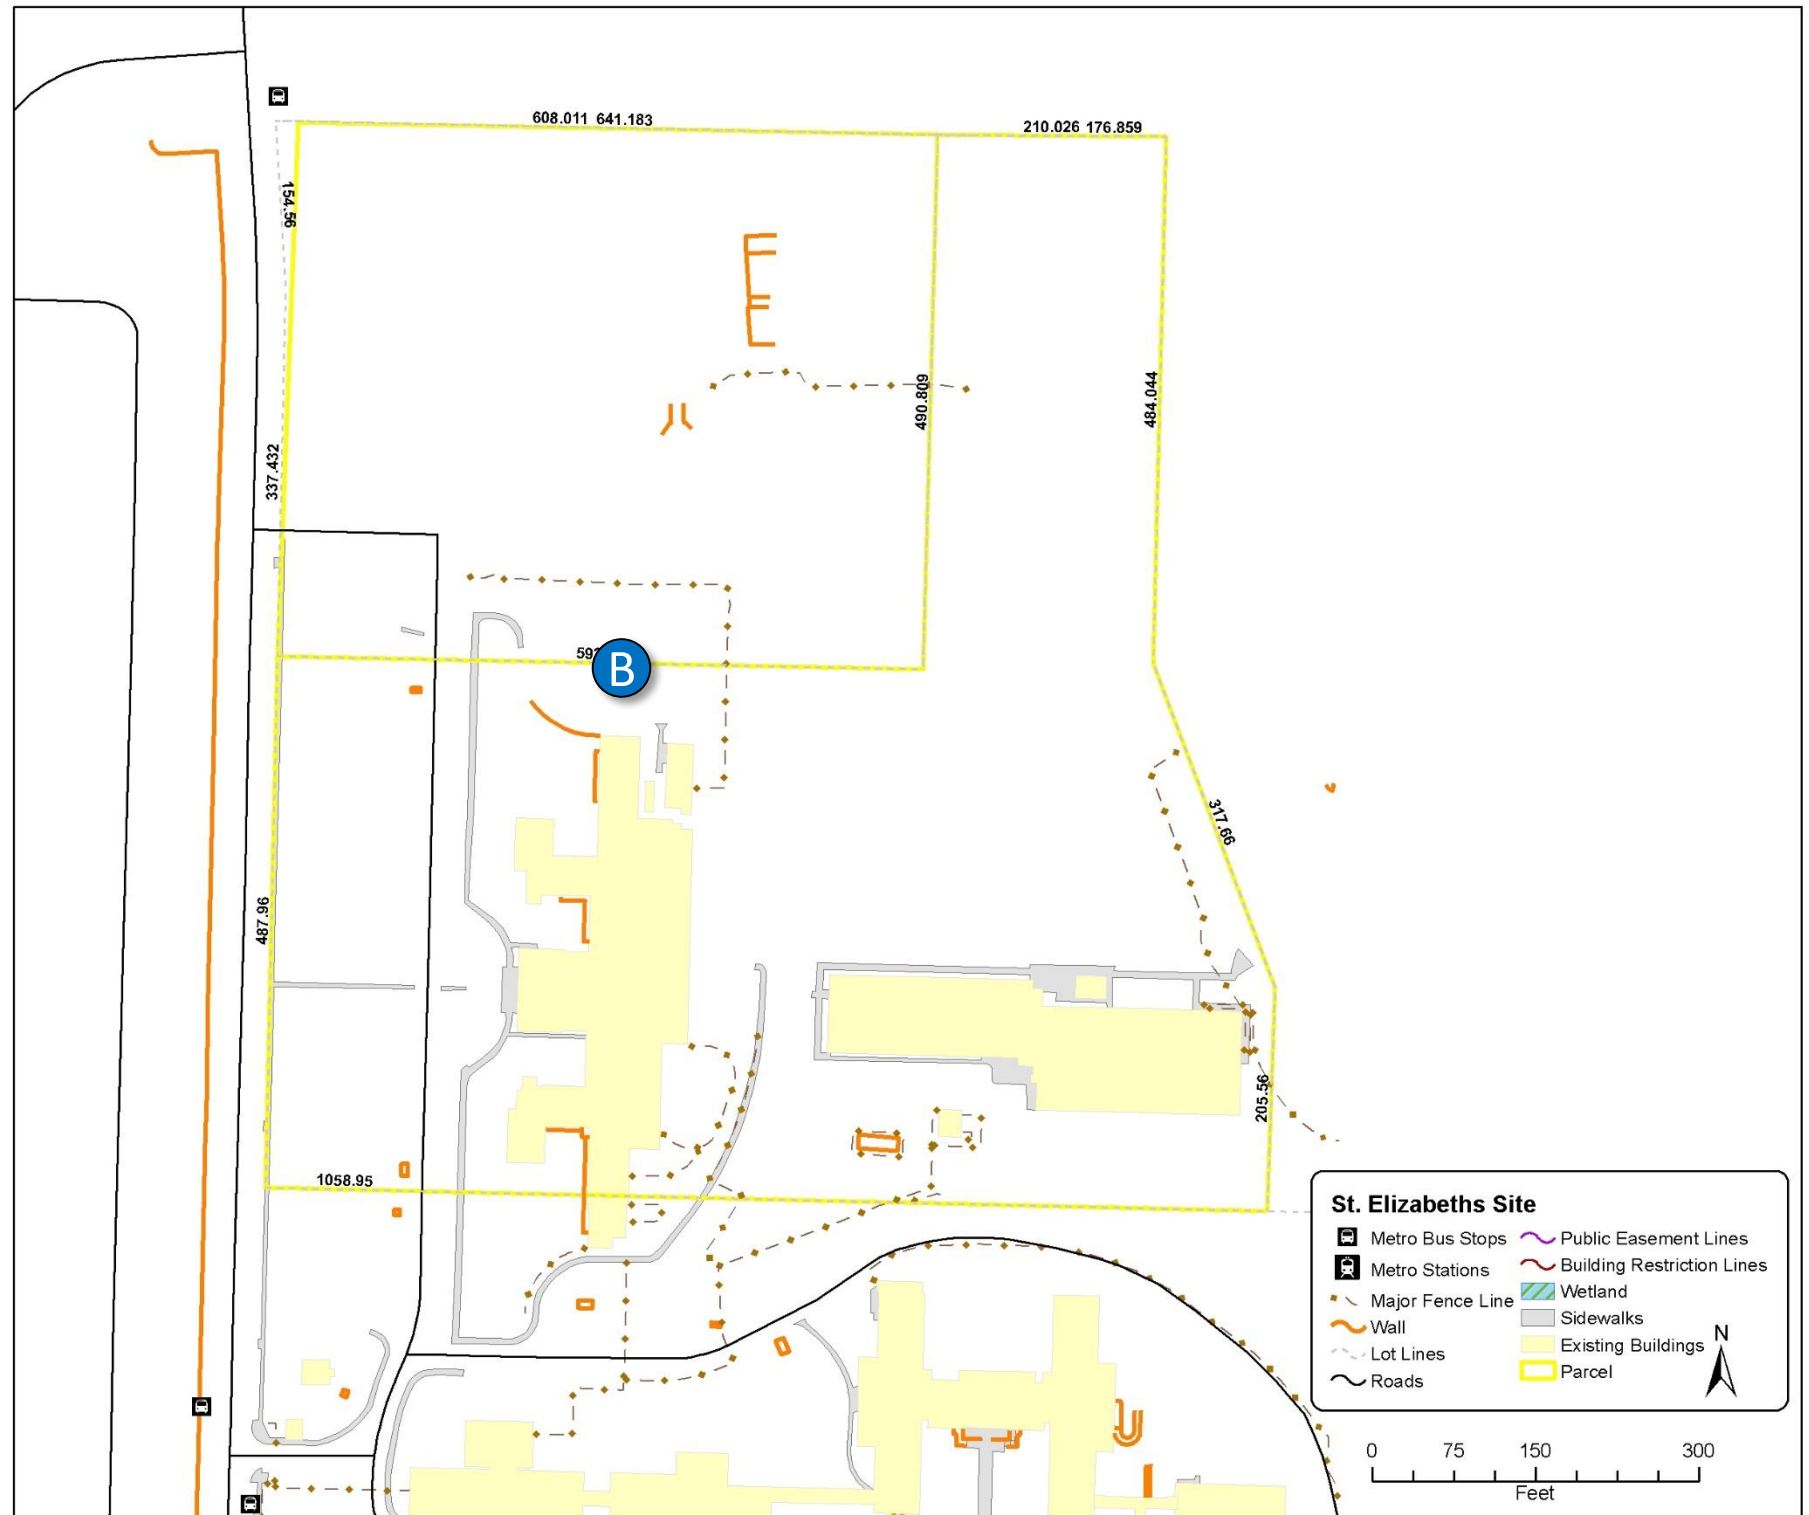 608.011 641.183
210.026 176.859
154.56
490.809
484.044
337.432
B
317.66
487.96
205.56
1058.95
St. Elizabeths Site
Metro Bus Stops
Metro Stations
Major Fence Line
Wall
Lot Lines
Roads
Public Easement Lines
Building Restriction Lines
Wetland
Sidewalks
Existing Buildings
Parcel
N
0 75 150 300
Feet